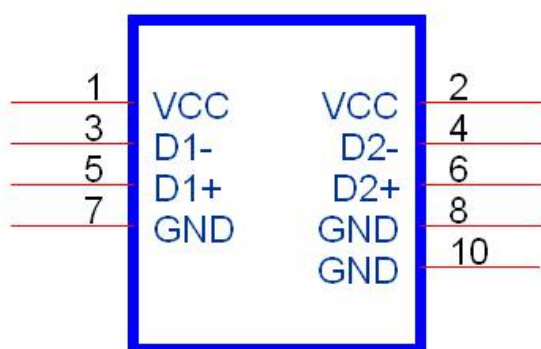 1 VCC VCC 2
3 D1- D2- 4
5 D1+ D2+ 6
7 GND GND 8
GND 10